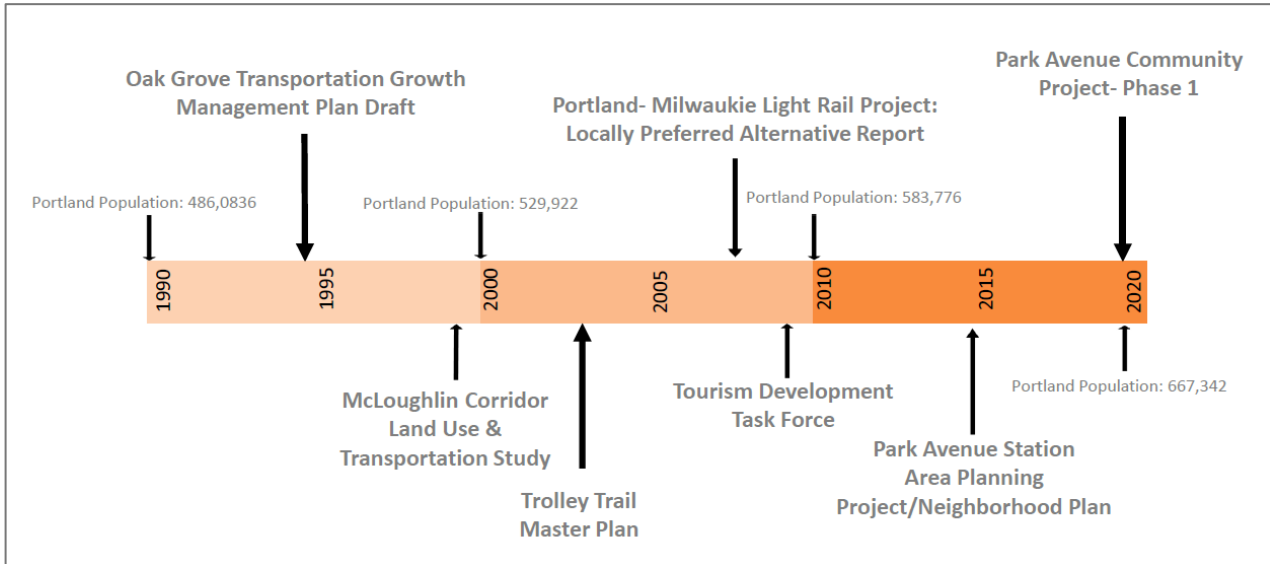 Park Avenue Community
Project- Phase 1
Oak Grove Transportation Growth
Management Plan Draft
Portland- Milwaukie Light Rail Project:
Locally Preferred Alternative Report
Portland Population: 486,0836
Portland Population: 529,922
Portland Population: 583,776
1990
1995
2000
2005
2010
2015
2020
Portland Population: 667,342
McLoughlin Corridor
Land Use &
Transportation Study
Tourism Development
Task Force
Park Avenue Station
Area Planning
Project/Neighborhood Plan
Trolley Trail
Master Plan